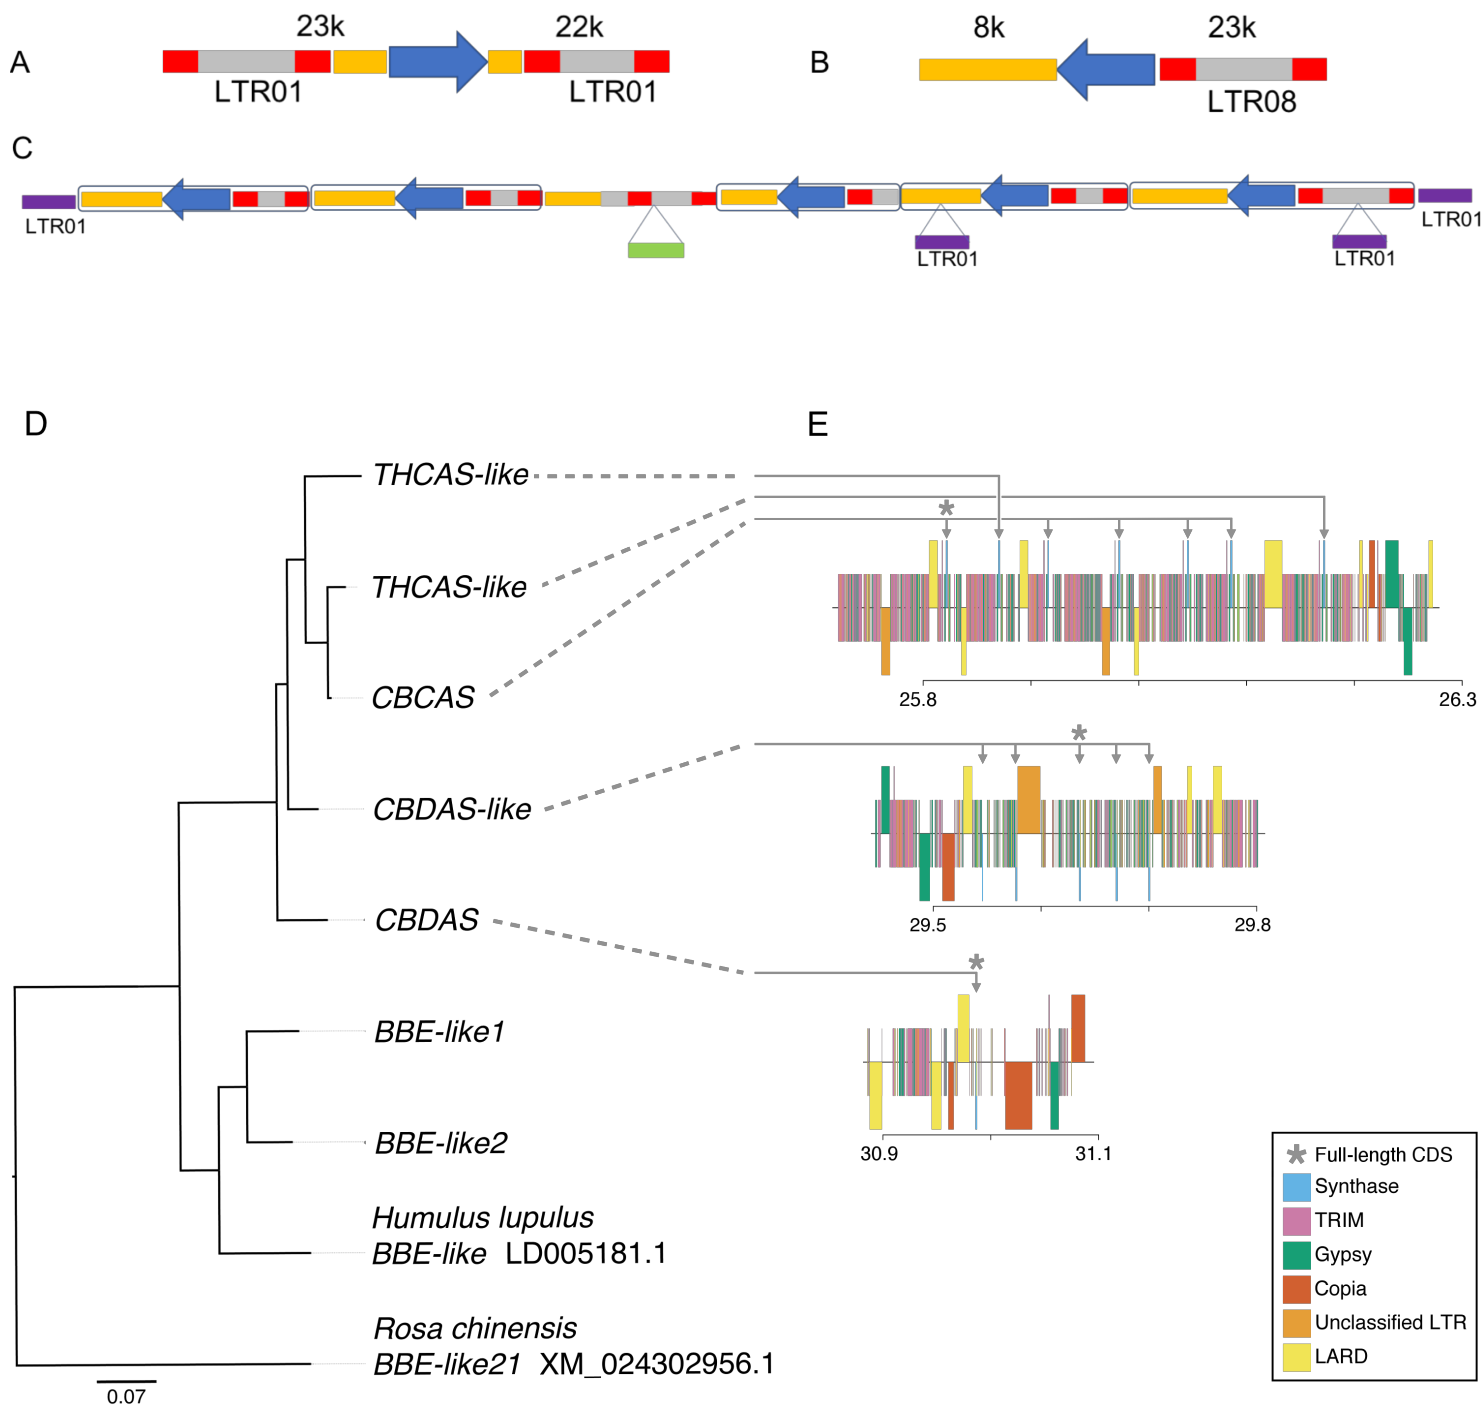 A
23k
22k
LTR01
LTR01
B
8k
23k
LTR08
C
LTR01
LTR01
LTR01
LTR01
D
THCAS-like
THCAS-like
CBCAS
CBDAS-like
CBDAS
BBE-like1
BBE-like2
Humulus lupulus
BBE-like LD005181.1
Rosa chinensis
BBE-like21 XM_024302956.1
0.07
E
*
25.8
26.3
*
29.5
29.8
*
30.9
31.1
* Full-length CDS
Synthase
TRIM
Gypsy
Copia
Unclassified LTR
LARD